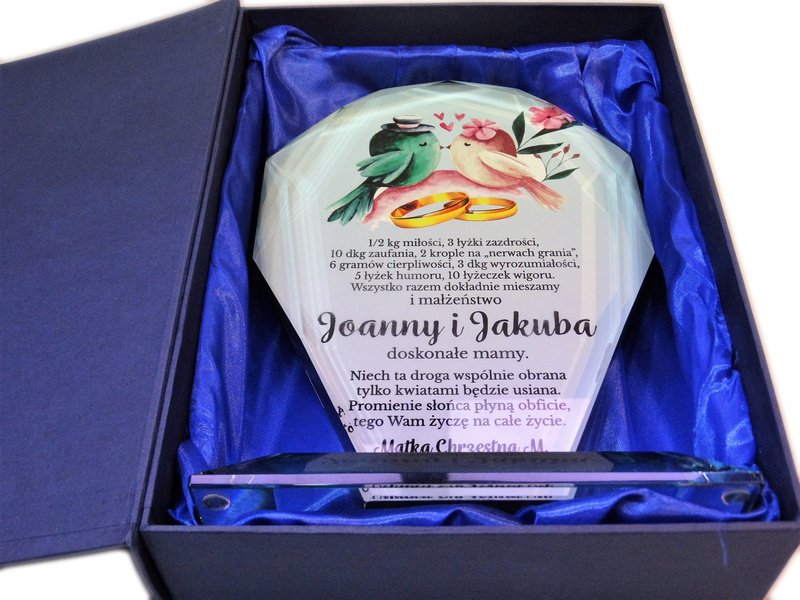 1/2 kg miłości, 3 łyżki zazdrości,
10 dkg zaufania, 2 krople na „nerwach grania”,
6 gramów cierpliwości, 3 dkg wyrozumiałości,
5 łyżek humoru, 10 łyżeczek wigoru.
Wszystko razem dokładnie mieszamy
i małżeństwo
Joanny i Jakuba
doskonałe mamy.
Niech ta droga wspólnie obrana
tylko kwiatami będzie usiana.
Promienie słońca płyną obficie,
tego Wam życzę na całe życie.
Matka Chrzestna M.